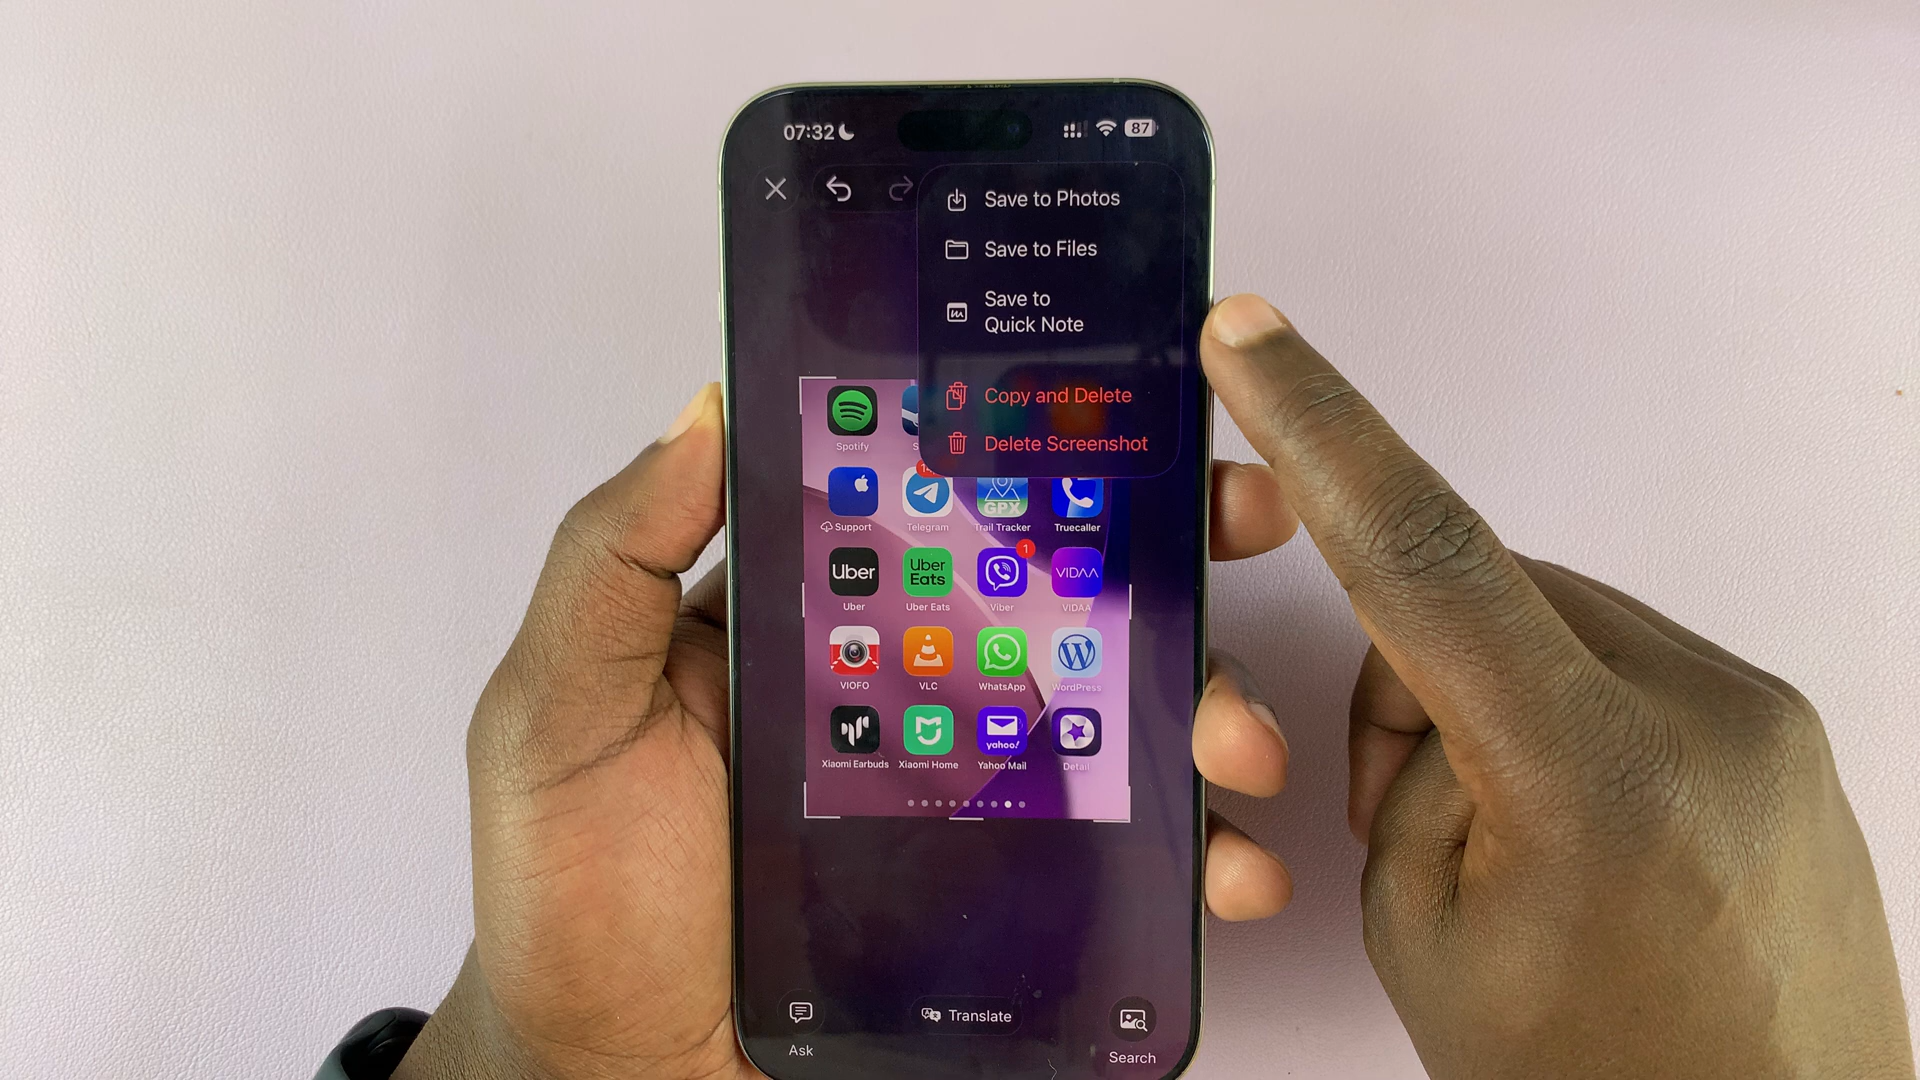 07:32
87
Save to Photos
Save to Files
Save to
Quick Note
Copy and Delete
Delete Screenshot
Spotify
Support
Telegram
GPX
Trail Tracker
Truecaller
Uber
Uber
Eats
1
VIDAA
Uber
Uber Eats
Viber
VIDAA
VIOFO
VLC
WhatsApp
WordPress
yahoo!
Xiaomi Earbuds
Xiaomi Home
Yahoo Mail
Detail
Translate
Ask
Search